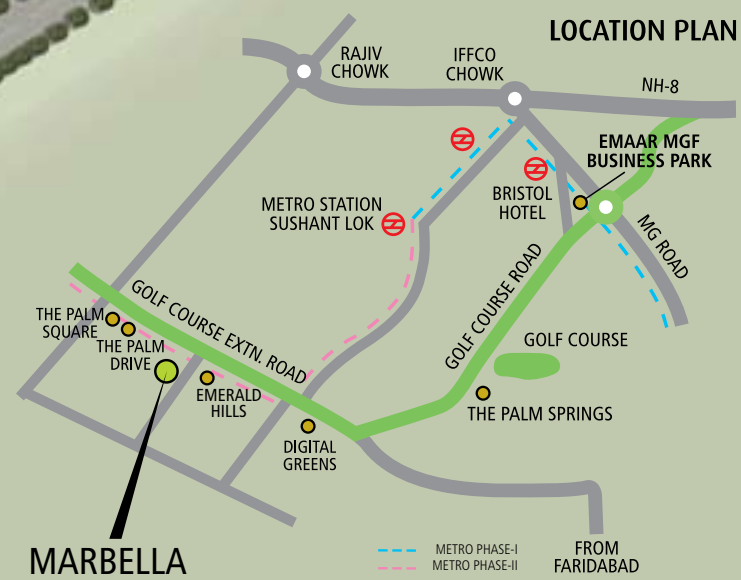 LOCATION PLAN
RAJIV
CHOWK
IFFCO
CHOWK
NH-8
EMAAR MGF
BUSINESS PARK
METRO STATION
SUSHANT LOK
BRISTOL
HOTEL
MG ROAD
GOLF COURSE EXTN. ROAD
GOLF COURSE ROAD
THE PALM
SQUARE
THE PALM
DRIVE
GOLF COURSE
EMERALD
HILLS
THE PALM SPRINGS
DIGITAL
GREENS
MARBELLA
METRO PHASE-I
METRO PHASE-II
FROM
FARIDABAD